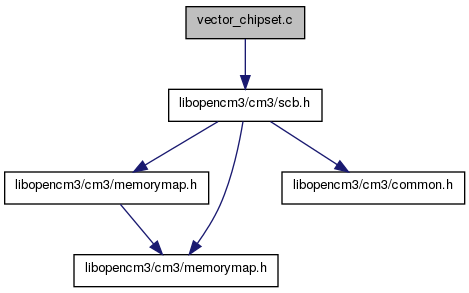 vector_chipset.c
libopencm3/cm3/scb.h
libopencm3/cm3/memorymap.h
libopencm3/cm3/common.h
libopencm3/cm3/memorymap.h